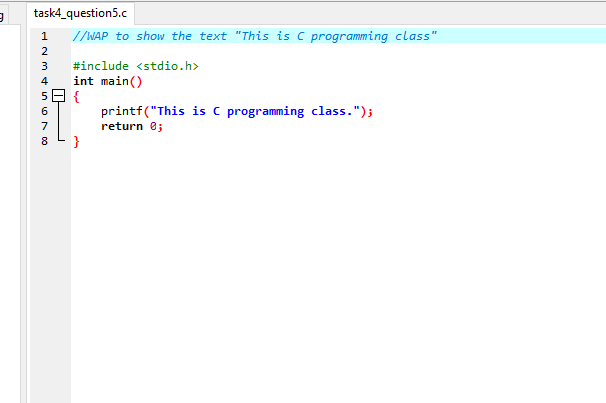 task4_question5.c
1 //WAP to show the text "This is C programming class"
2
3 #include <stdio.h>
4 int main()
5 {
6 printf("This is C programming class.");
7 return 0;
8 }